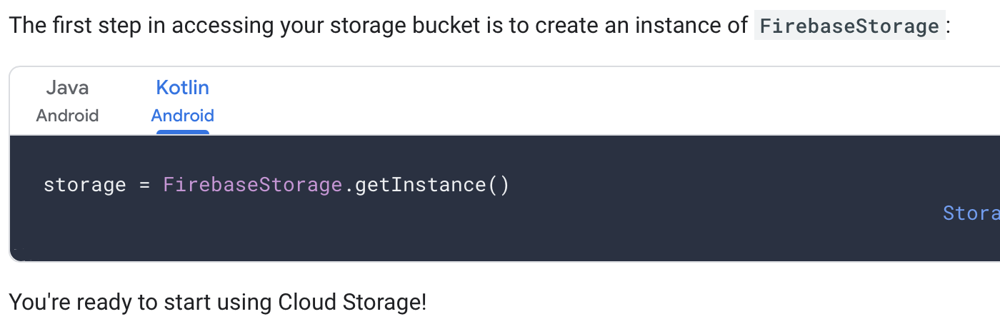 The first step in accessing your storage bucket is to create an instance of FirebaseStorage:
Java Kotlin
Android Android
storage = FirebaseStorage.getInstance()
Stora
You're ready to start using Cloud Storage!